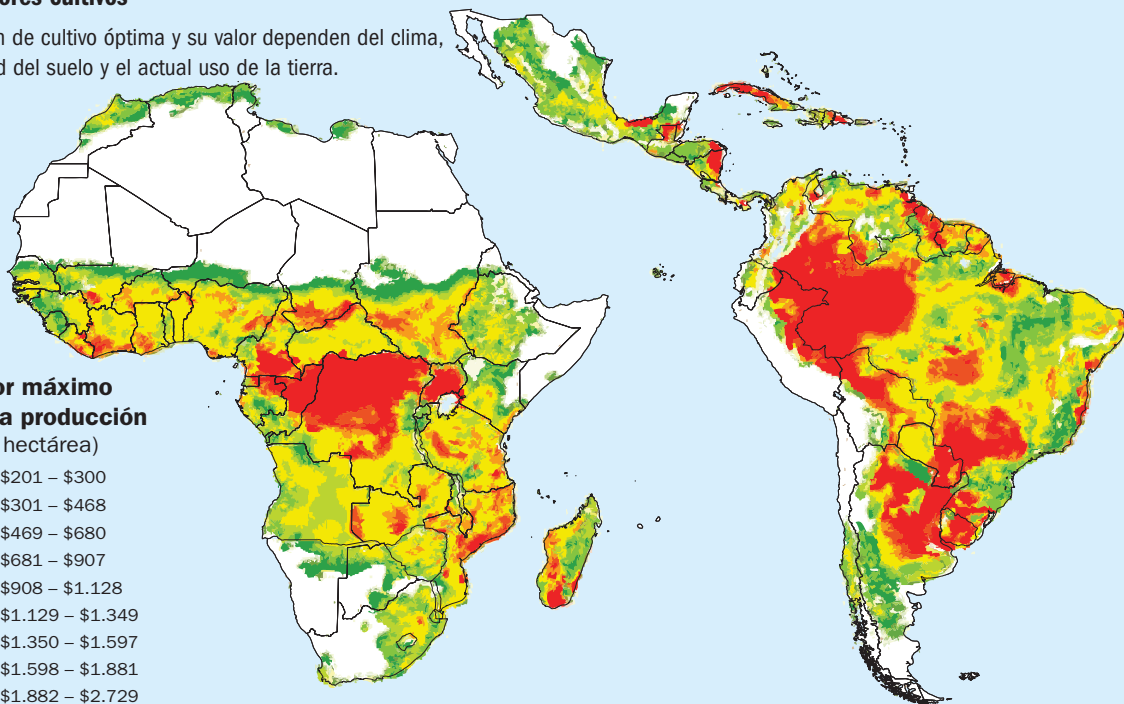 ores cultivos
n de cultivo óptima y su valor dependen del clima,
d del suelo y el actual uso de la tierra.
or máximo
a producción
hectárea)
$201 – $300
$301 – $468
$469 – $680
$681 – $907
$908 – $1.128
$1.129 – $1.349
$1.350 – $1.597
$1.598 – $1.881
$1.882 – $2.729